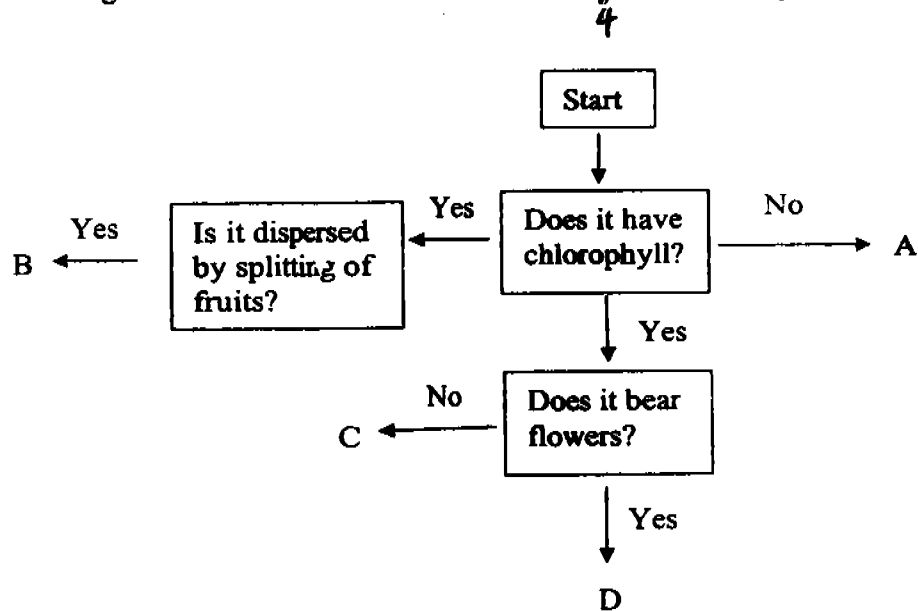 4
Start
Yes
Is it dispersed
by splitting of
fruits?
Yes
Does it have
chlorophyll?
No
B
A
Yes
No
Does it bear
flowers?
C
Yes
D